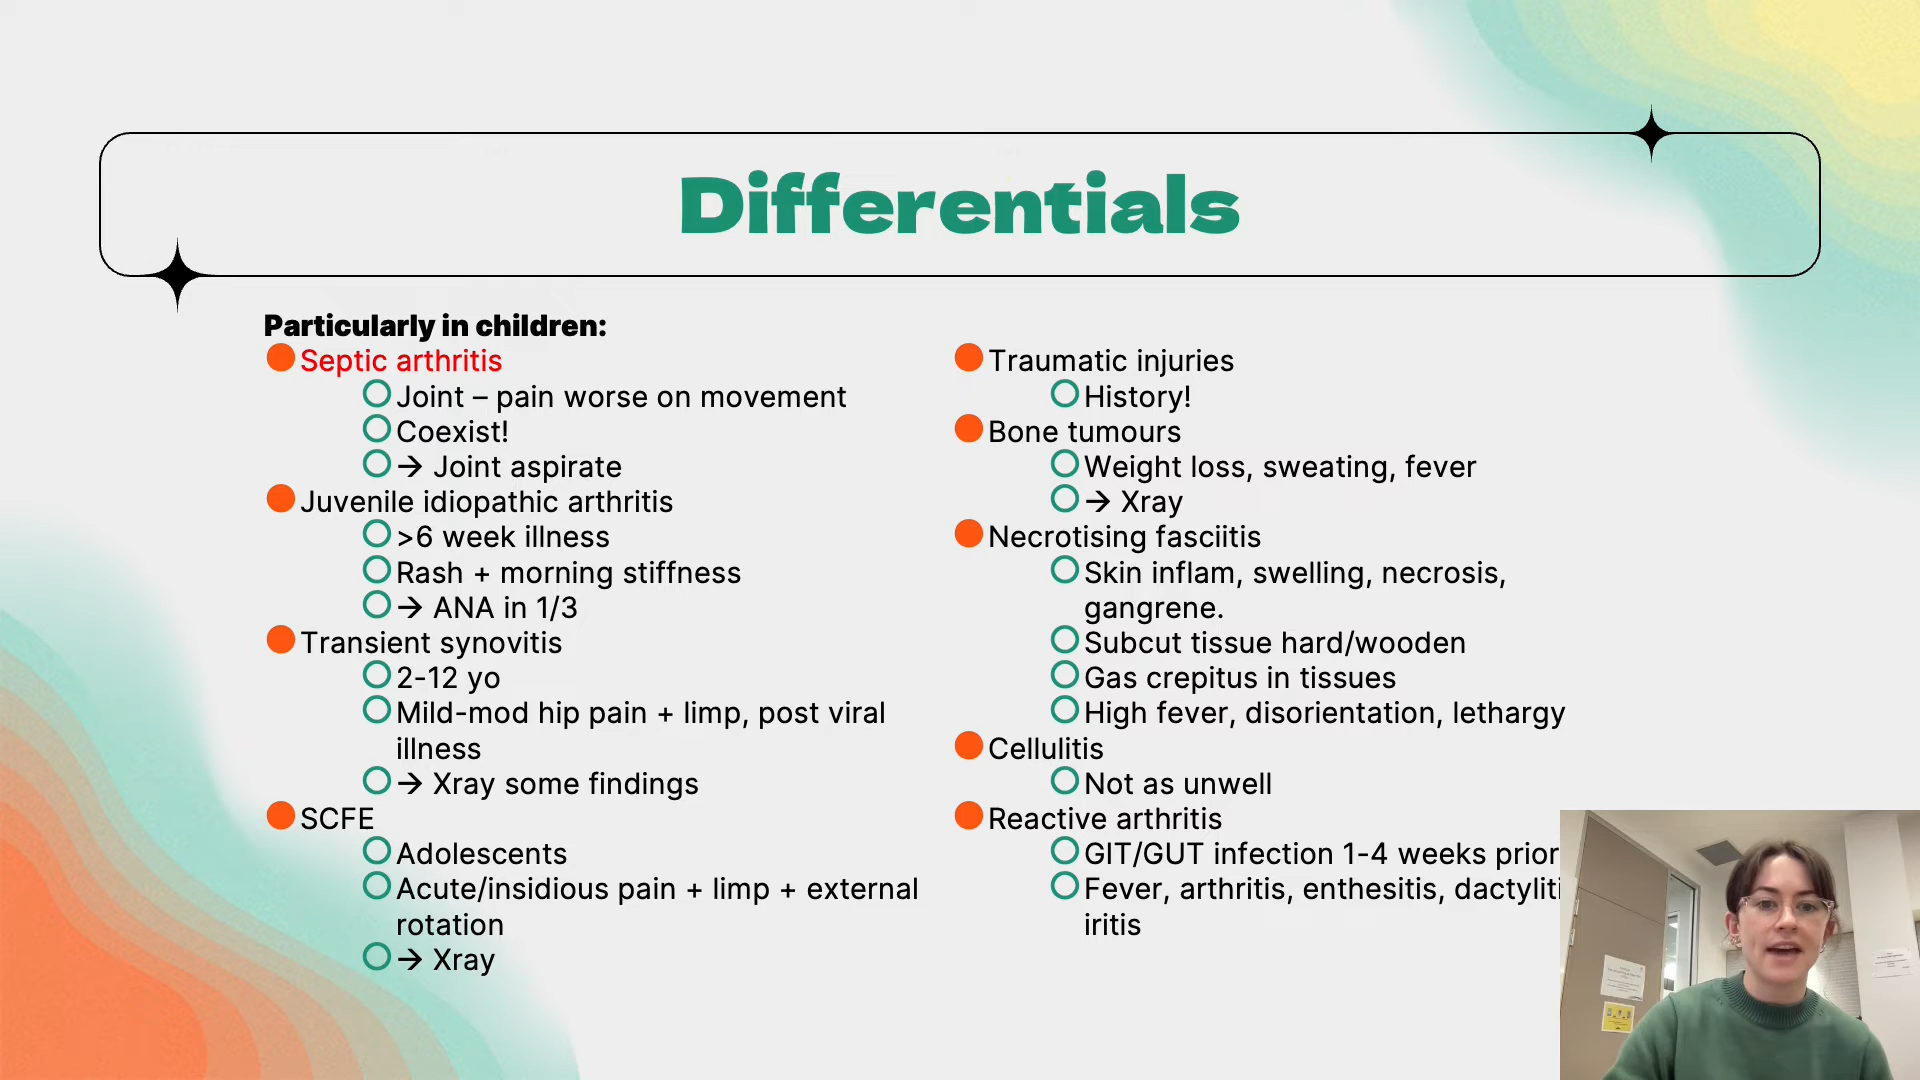 Differentials
Particularly in children:
Septic arthritis
Joint – pain worse on movement
Coexist!
→ Joint aspirate
Juvenile idiopathic arthritis
>6 week illness
Rash + morning stiffness
→ ANA in 1/3
Transient synovitis
2-12 yo
Mild-mod hip pain + limp, post viral
illness
→ Xray some findings
SCFE
Adolescents
Acute/insidious pain + limp + external
rotation
→ Xray
Traumatic injuries
History!
Bone tumours
Weight loss, sweating, fever
→ Xray
Necrotising fasciitis
Skin inflam, swelling, necrosis,
gangrene.
Subcut tissue hard/wooden
Gas crepitus in tissues
High fever, disorientation, lethargy
Cellulitis
Not as unwell
Reactive arthritis
GIT/GUT infection 1-4 weeks prior
Fever, arthritis, enthesitis, dactyliti
iritis